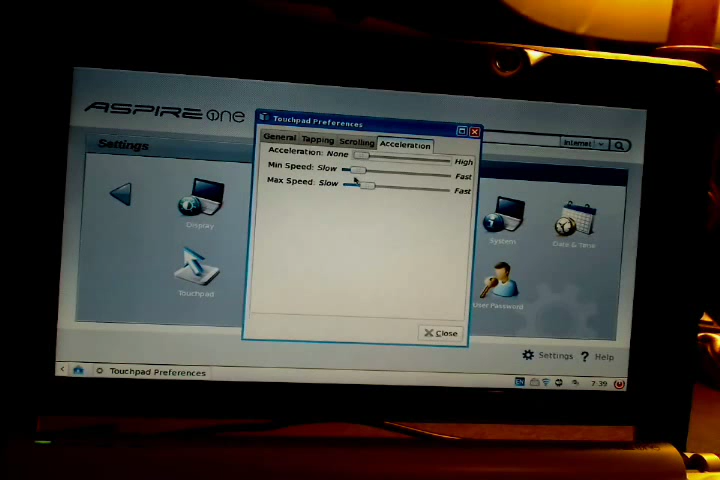 ASPIRE one
Touchpad Preferences
Internet
Settings
General Tapping Scrolling Acceleration
Acceleration: None High
Min Speed: Slow Fast
Max Speed: Slow Fast
Display
System
Date & Time
Touchpad
User Password
Close
Settings ? Help
< Touchpad Preferences EN 7:39